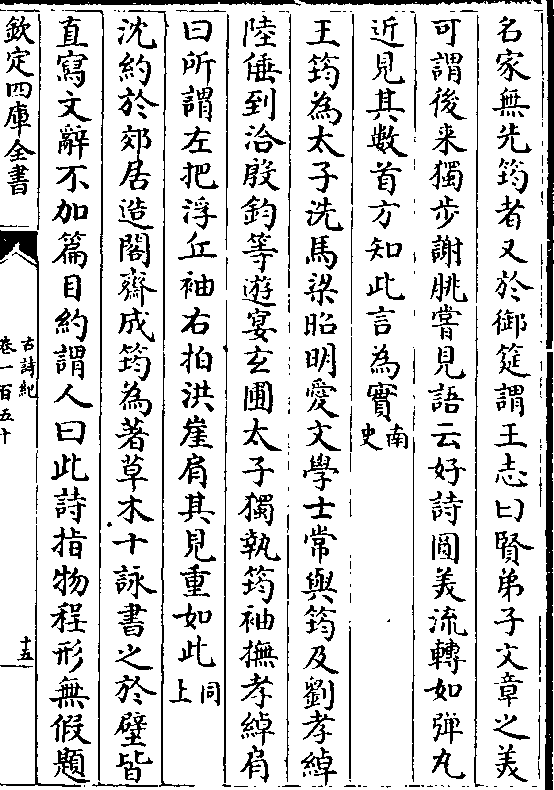 名家無先筠者又於御筵謂王志曰賢弟子文章之美
可謂後来獨步謝朓嘗見語云好詩圎美流轉如弾丸
近見其數首方知此言為實南史
王筠為太子洗馬梁昭明愛文學士常與筠及劉孝綽
陸倕到洽殷鈞等遊宴玄圃太子獨執筠袖撫孝綽肩
曰所謂左把浮丘袖右拍洪崖肩其見重如此同上
沈約於郊居造閣齋成筠為著草木十詠書之於壁皆
直寫文辭不加篇目約謂人曰此詩指物程形無假題
欽定四庫全書
古詩紀
卷一百五十
十五